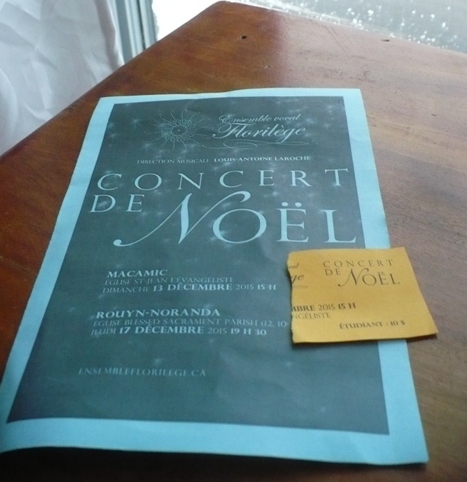 Ensemble vocal
Florilège
DIRECTION MUSICALE LOUIS-ANTOINE LAROCHE
CONCERT
DE NOËL
MACAMIC
ÉGLISE ST-JEAN L'ÉVANGÉLISTE
DIMANCHE 13 DÉCEMBRE 2015 15 H
ROUYN-NORANDA
ÉGLISE BLESSED SACRAMENT PARISH (12, 10
JEUDI 17 DÉCEMBRE 2015 19 H 30
ENSEMBLEFLORILEGE.CA
CONCERT
DE NOËL
MBRE 2015 15 H
NGÉLISTE
ÉTUDIANT : 10 $